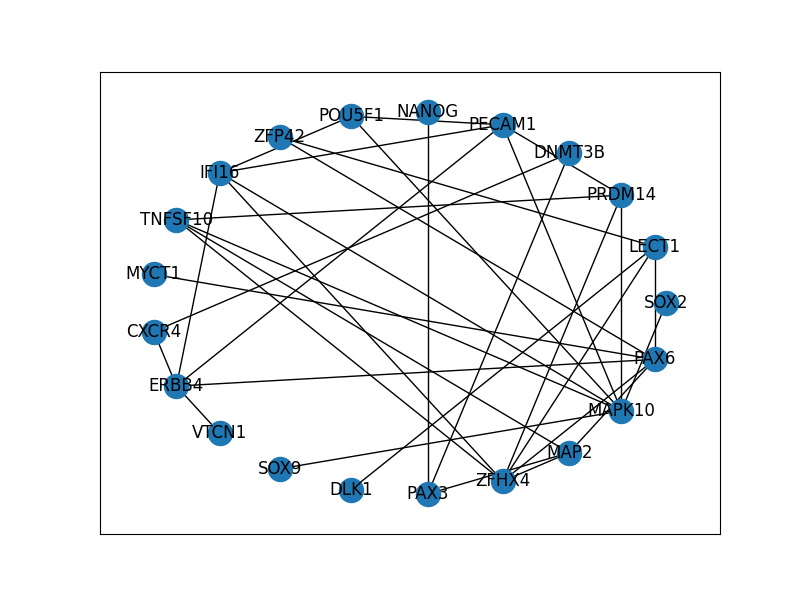 NANOG
POU5F1
PECAM1
ZFP42
DNMT3B
IFI16
PRDM14
TNFSF10
LECT1
MYCT1
SOX2
CXCR4
PAX6
ERBB4
MAPK10
VTCN1
MAP2
SOX9
ZFHX4
DLK1
PAX3